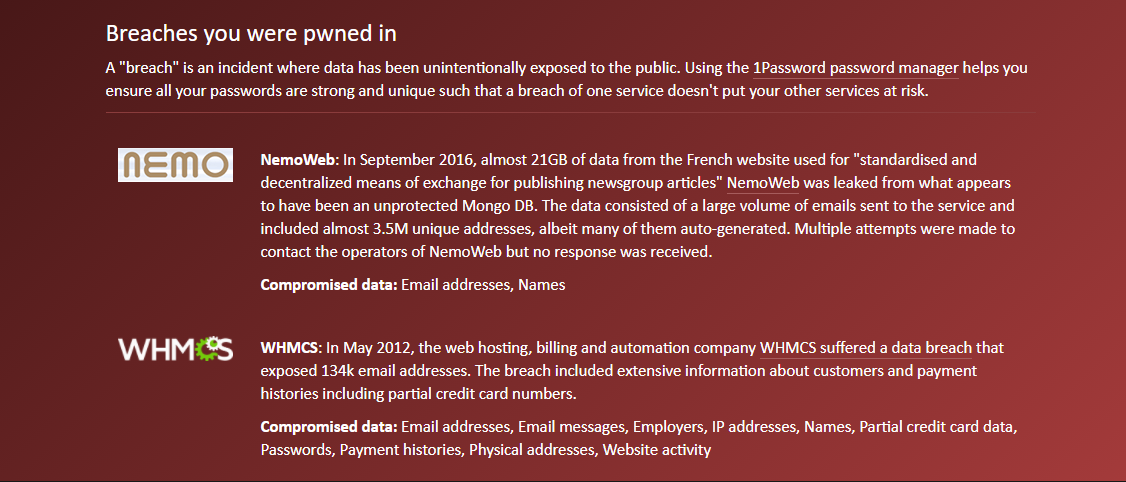 Breaches you were pwned in
A "breach" is an incident where data has been unintentionally exposed to the public. Using the 1Password password manager helps you
ensure all your passwords are strong and unique such that a breach of one service doesn't put your other services at risk.
nemo
NemoWeb: In September 2016, almost 21GB of data from the French website used for "standardised and
decentralized means of exchange for publishing newsgroup articles" NemoWeb was leaked from what appears
to have been an unprotected Mongo DB. The data consisted of a large volume of emails sent to the service and
included almost 3.5M unique addresses, albeit many of them auto-generated. Multiple attempts were made to
contact the operators of NemoWeb but no response was received.
Compromised data: Email addresses, Names
WHMCS
WHMCS: In May 2012, the web hosting, billing and automation company WHMCS suffered a data breach that
exposed 134k email addresses. The breach included extensive information about customers and payment
histories including partial credit card numbers.
Compromised data: Email addresses, Email messages, Employers, IP addresses, Names, Partial credit card data,
Passwords, Payment histories, Physical addresses, Website activity